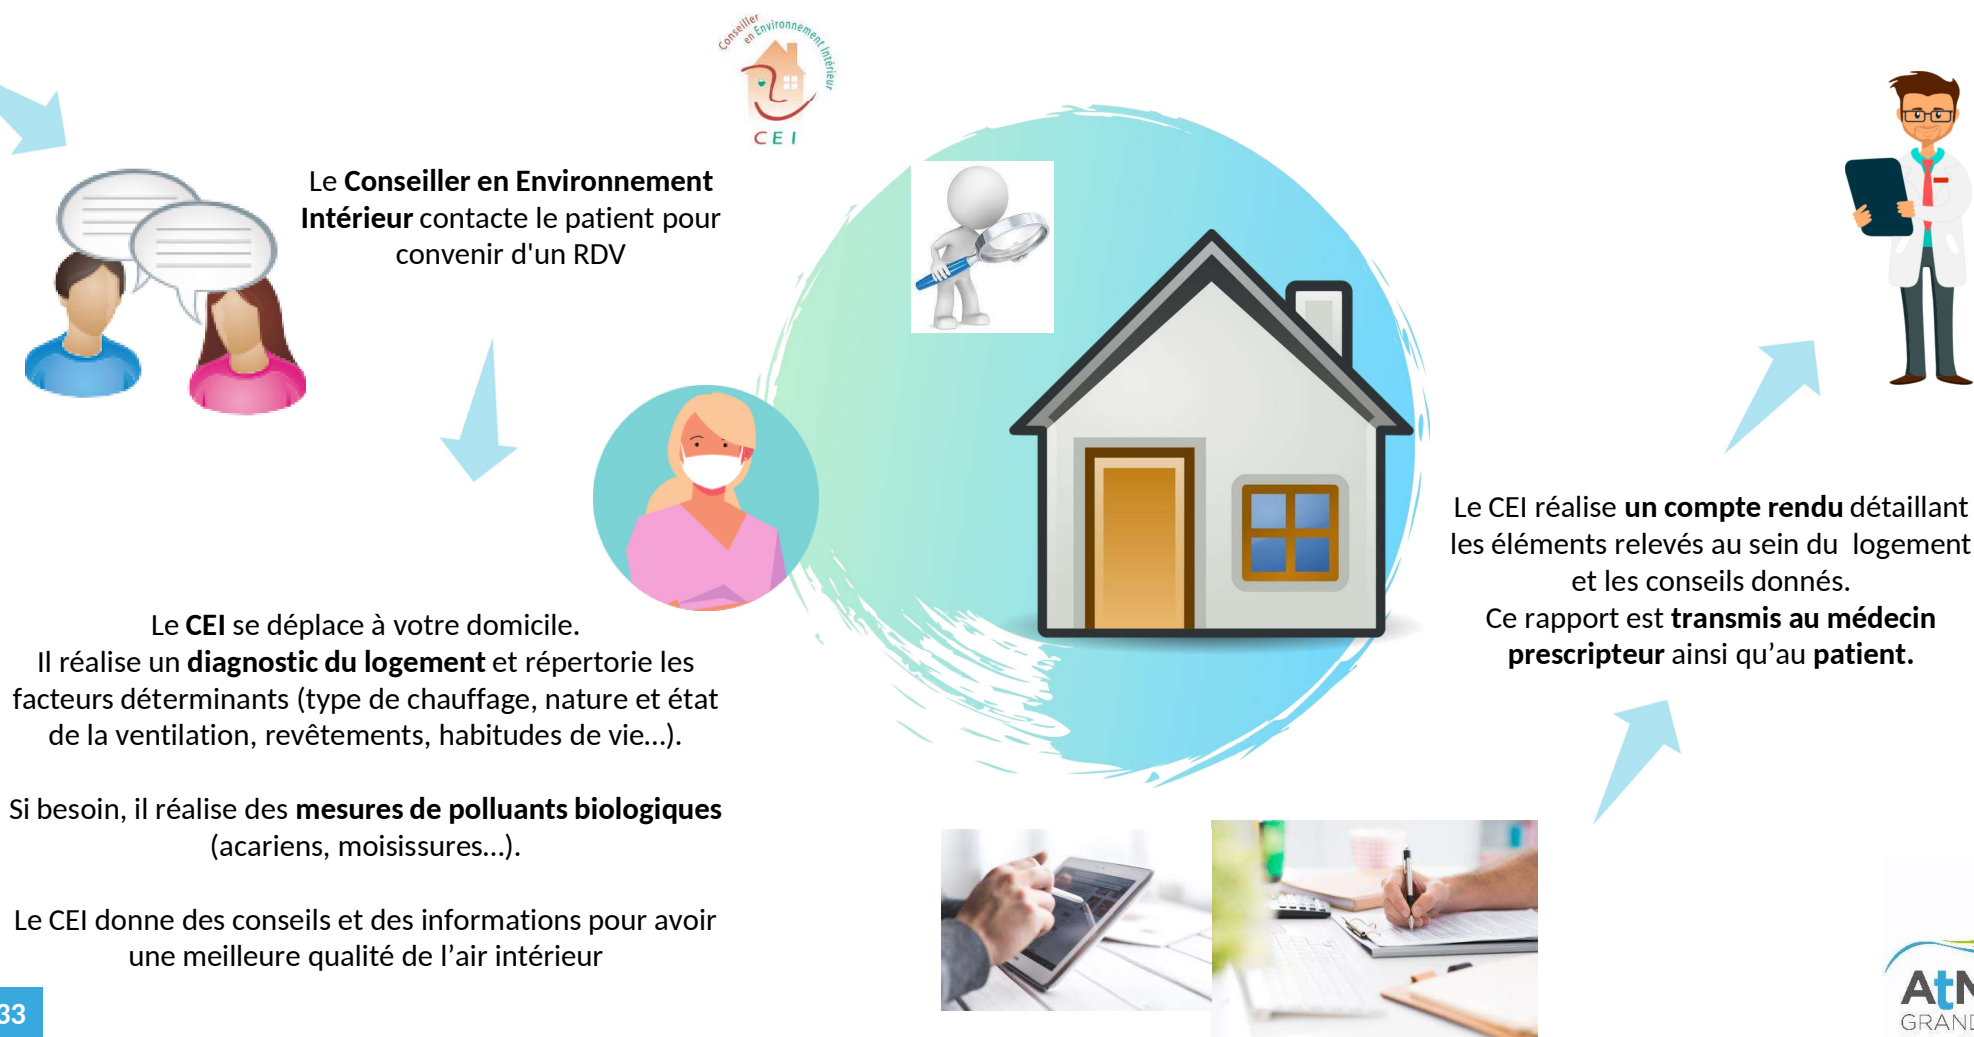 Conseiller
en Environnement Intérieur
CEI
Le Conseiller en Environnement
Intérieur contacte le patient pour
convenir d'un RDV
Le CEI se déplace à votre domicile.
Il réalise un diagnostic du logement et répertorie les
facteurs déterminants (type de chauffage, nature et état
de la ventilation, revêtements, habitudes de vie…).
Si besoin, il réalise des mesures de polluants biologiques
(acariens, moisissures…).
Le CEI donne des conseils et des informations pour avoir
une meilleure qualité de l’air intérieur
Le CEI réalise un compte rendu détaillant
les éléments relevés au sein du  logement
et les conseils donnés.
Ce rapport est transmis au médecin
prescripteur ainsi qu’au patient.
33